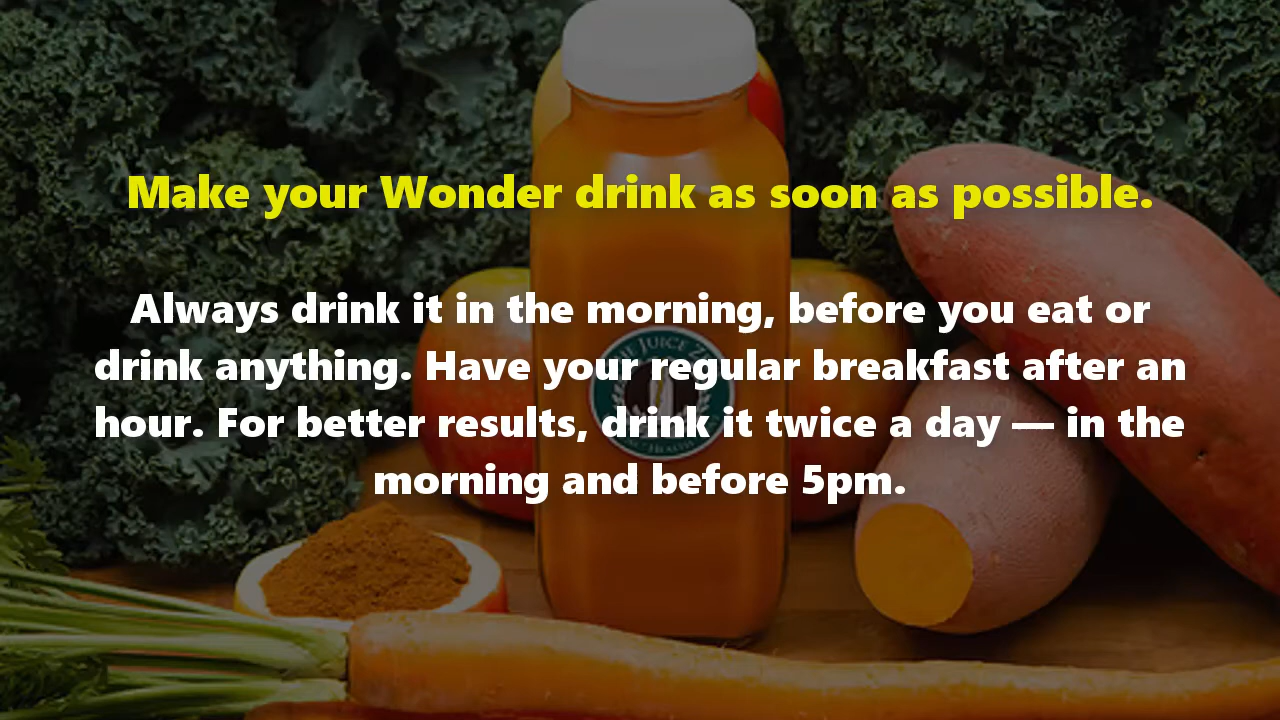 Make your Wonder drink as soon as possible.
Always drink it in the morning, before you eat or
drink anything. Have your regular breakfast after an
hour. For better results, drink it twice a day — in the
morning and before 5pm.
JUICE